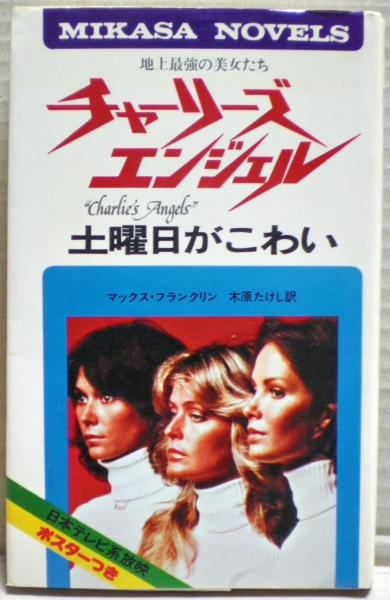 MIKASA NOVELS
地上最強の美女たち
チャーリーズ
エンジェル
"Charlie's Angels"
土曜日がこわい
マックス・フランクリン 木原たけし訳
日本テレビ系放映
ポスターつき